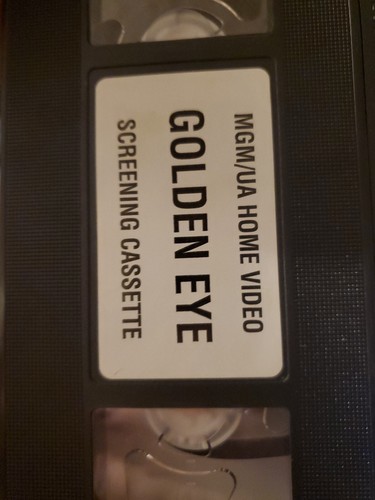 MGM/UA HOME VIDEO
GOLDEN EYE
SCREENING CASSETTE